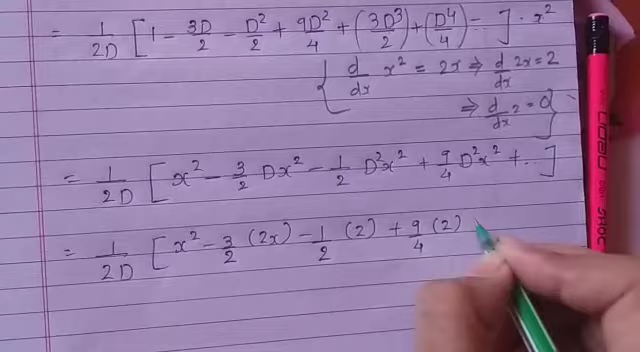 = 1/2D [1 - 3D/2 - D²/2 + 9D²/4 + (3D³/2) + (D⁴/4) - ... ] · x²
{ d/dx x² = 2x ⇒ d/dx 2x = 2
⇒ d/dx 2 = 0 }
= 1/2D [x² - 3/2 Dx² - 1/2 D²x² + 9/4 D²x² + ... ]
= 1/2D [x² - 3/2 (2x) - 1/2 (2) + 9/4 (2)